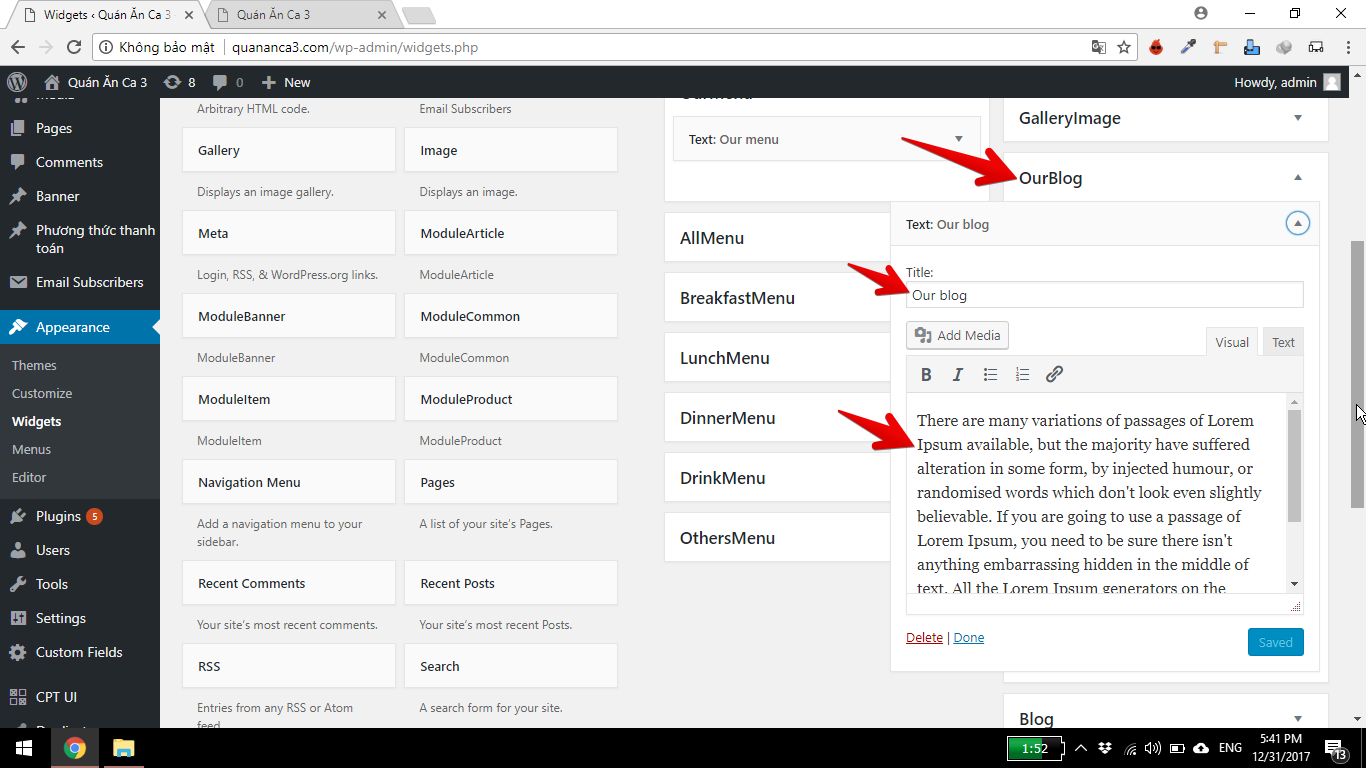 Widgets ‹ Quán Ăn Ca 3
Quán Ăn Ca 3
Không bảo mật
quananca3.com/wp-admin/widgets.php
Quán Ăn Ca 3
8
0
New
Howdy, admin
Media
Pages
Comments
Banner
Phương thức thanh
toán
Email Subscribers
Appearance
Themes
Customize
Widgets
Menus
Editor
Plugins 5
Users
Tools
Settings
Custom Fields
CPT UI
Arbitrary HTML code.
Email Subscribers
Gallery
Image
Displays an image gallery.
Displays an image.
Meta
ModuleArticle
Login, RSS, & WordPress.org links.
ModuleArticle
ModuleBanner
ModuleCommon
ModuleBanner
ModuleCommon
ModuleItem
ModuleProduct
ModuleItem
ModuleProduct
Navigation Menu
Pages
Add a navigation menu to your
sidebar.
A list of your site's Pages.
Recent Comments
Recent Posts
Your site's most recent comments.
Your site's most recent Posts.
RSS
Search
Entries from any RSS or Atom
feed.
A search form for your site.
Text: Our menu
AllMenu
BreakfastMenu
LunchMenu
DinnerMenu
DrinkMenu
OthersMenu
GalleryImage
OurBlog
Text: Our blog
Title:
Our blog
Add Media
Visual
Text
B I
There are many variations of passages of Lorem
Ipsum available, but the majority have suffered
alteration in some form, by injected humour, or
randomised words which don't look even slightly
believable. If you are going to use a passage of
Lorem Ipsum, you need to be sure there isn't
anything embarrassing hidden in the middle of
text. All the Lorem Ipsum generators on the
Delete | Done
Saved
Blog
1:52
ENG
5:41 PM
12/31/2017
13